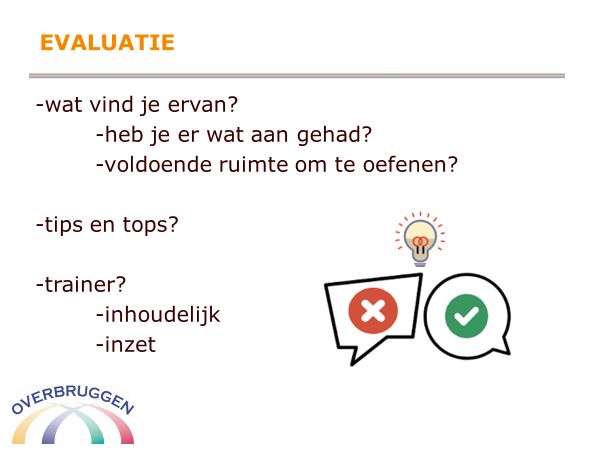 EVALUATIE
-wat vind je ervan?
-heb je er wat aan gehad?
-voldoende ruimte om te oefenen?
-tips en tops?
-trainer?
-inhoudelijk
-inzet
OVERBRUGGEN